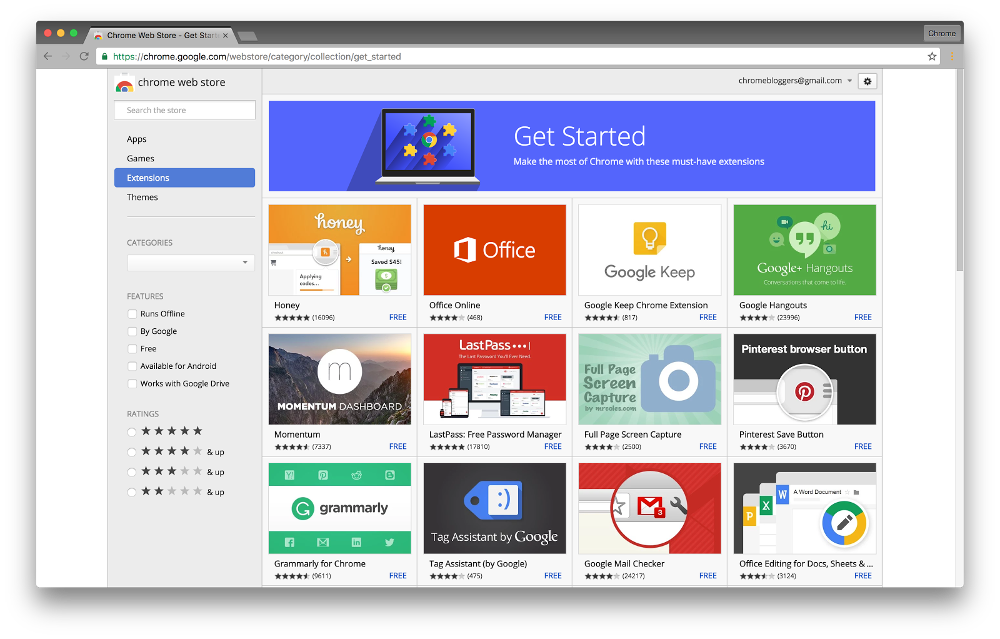 Chrome Web Store - Get Starte
Chrome
https://chrome.google.com/webstore/category/collection/get_started
chrome web store
chromebloggers@gmail.com
Search the store
Apps
Games
Extensions
Themes
CATEGORIES
FEATURES
Runs Offline
By Google
Free
Available for Android
Works with Google Drive
RATINGS
& up
& up
& up
Get Started
Make the most of Chrome with these must-have extensions
honey
honey
Saved $45!
Applying
codes...
Honey
(16096)
FREE
Office
Office Online
(468)
FREE
Google Keep
Google Keep Chrome Extension
(817)
FREE
hi
Google+ Hangouts
Conversations that come to life.
Google Hangouts
(23996)
FREE
m
MOMENTUM DASHBOARD
Momentum
(7337)
FREE
LastPass
The Last Password You'll Ever Need.
LastPass: Free Password Manager
(17810)
FREE
Full Page
Screen
Capture
by mrcoles.com
Full Page Screen Capture
(2500)
FREE
Pinterest browser button
Pinterest Save Button
(3670)
FREE
grammarly
Grammarly for Chrome
(9611)
FREE
Tag Assistant by Google
Tag Assistant (by Google)
(475)
FREE
3
Google Mail Checker
(24217)
FREE
A Word Document
W
X
P
Office Editing for Docs, Sheets & ...
(3124)
FREE